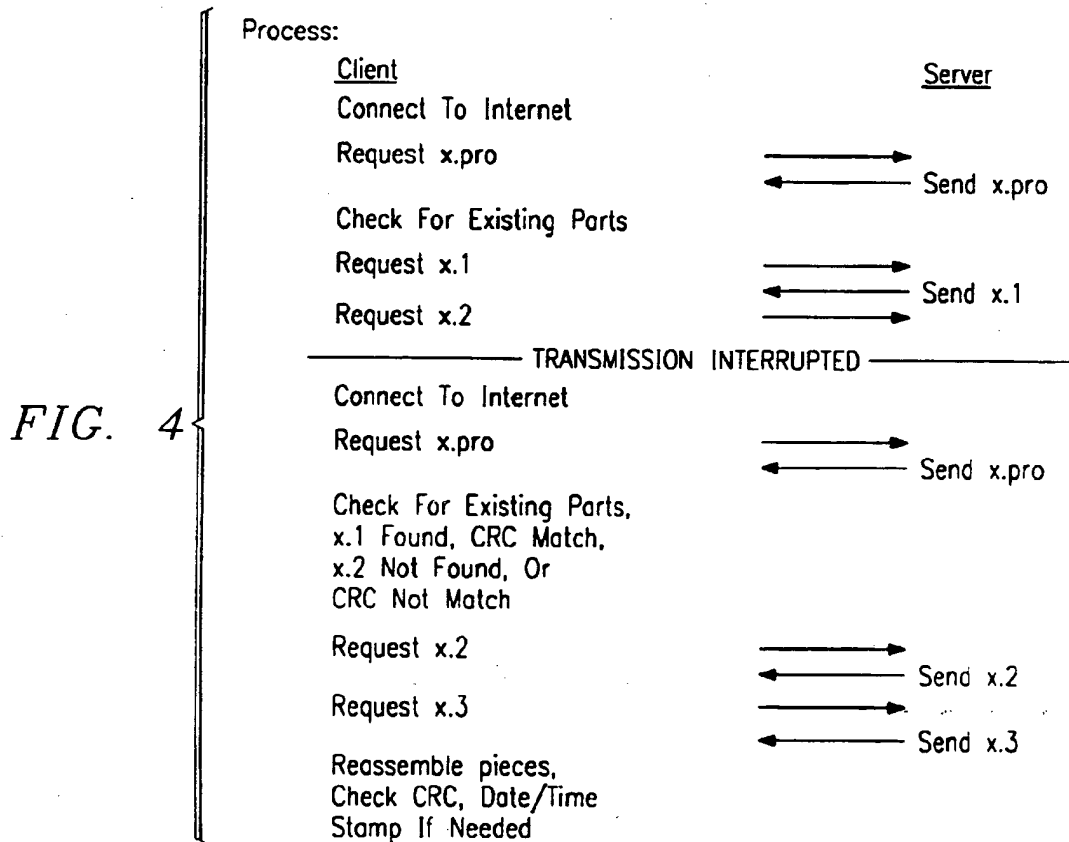 Process:
Client Server
Connect To Internet
Request x.pro
Send x.pro
Check For Existing Parts
Request x.1
Send x.1
Request x.2
TRANSMISSION INTERRUPTED
Connect To Internet
FIG. 4
Request x.pro
Send x.pro
Check For Existing Parts,
x.1 Found, CRC Match,
x.2 Not Found, Or
CRC Not Match
Request x.2
Send x.2
Request x.3
Send x.3
Reassemble pieces,
Check CRC, Date/Time
Stamp If Needed